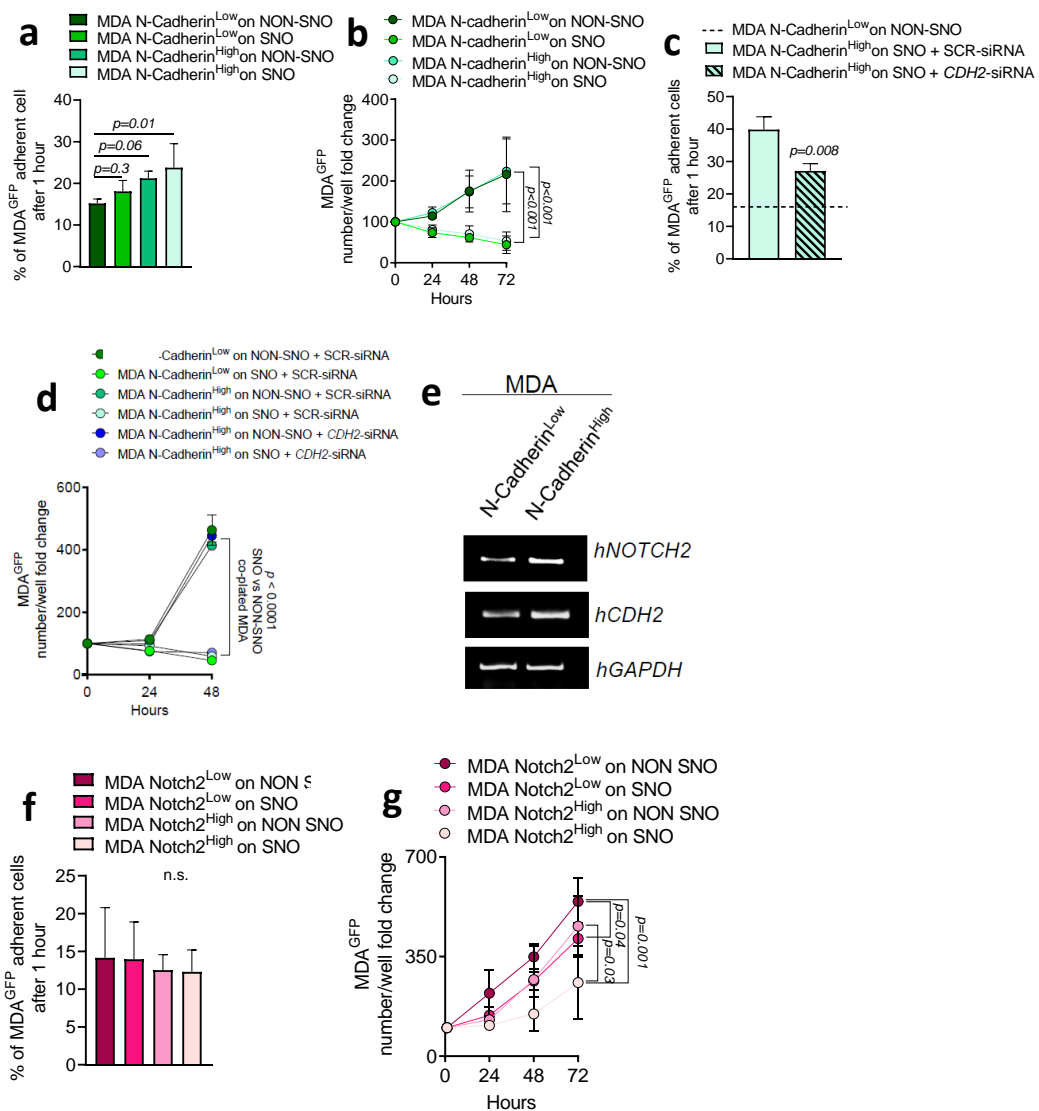 a
MDA N-Cadherin^Low on NON-SNO
MDA N-Cadherin^Low on SNO
MDA N-Cadherin^High on NON-SNO
MDA N-Cadherin^High on SNO
% of MDA^GFP adherent cell
after 1 hour
40
30
20
10
0
p=0.01
p=0.06
p=0.3
b
MDA N-cadherin^Low on NON-SNO
MDA N-cadherin^Low on SNO
MDA N-cadherin^High on NON-SNO
MDA N-cadherin^High on SNO
MDA^GFP
number/well fold change
400
300
200
100
0
0 24 48 72
Hours
p<0.001
p<0.001
c
MDA N-Cadherin^Low on NON-SNO
MDA N-Cadherin^High on SNO + SCR-siRNA
MDA N-Cadherin^High on SNO + CDH2-siRNA
% of MDA^GFP adherent cells
after 1 hour
50
40
30
20
10
0
p=0.008
d
-Cadherin^Low on NON-SNO + SCR-siRNA
MDA N-Cadherin^Low on SNO + SCR-siRNA
MDA N-Cadherin^High on NON-SNO + SCR-siRNA
MDA N-Cadherin^High on SNO + SCR-siRNA
MDA N-Cadherin^High on NON-SNO + CDH2-siRNA
MDA N-Cadherin^High on SNO + CDH2-siRNA
MDA^GFP
number/well fold change
600
400
200
100
0
0 24 48
Hours
p < 0.0001
SNO vs NON-SNO
co-plated MDA
e
MDA
N-Cadherin^Low
N-Cadherin^High
hNOTCH2
hCDH2
hGAPDH
f
MDA Notch2^Low on NON S
MDA Notch2^Low on SNO
MDA Notch2^High on NON SNO
MDA Notch2^High on SNO
% of MDA^GFP adherent cells
after 1 hour
25
20
15
10
5
0
n.s.
g
MDA Notch2^Low on NON SNO
MDA Notch2^Low on SNO
MDA Notch2^High on NON SNO
MDA Notch2^High on SNO
MDA^GFP
number/well fold change
700
350
0
0 24 48 72
Hours
p=0.04
p=0.03
p=0.001